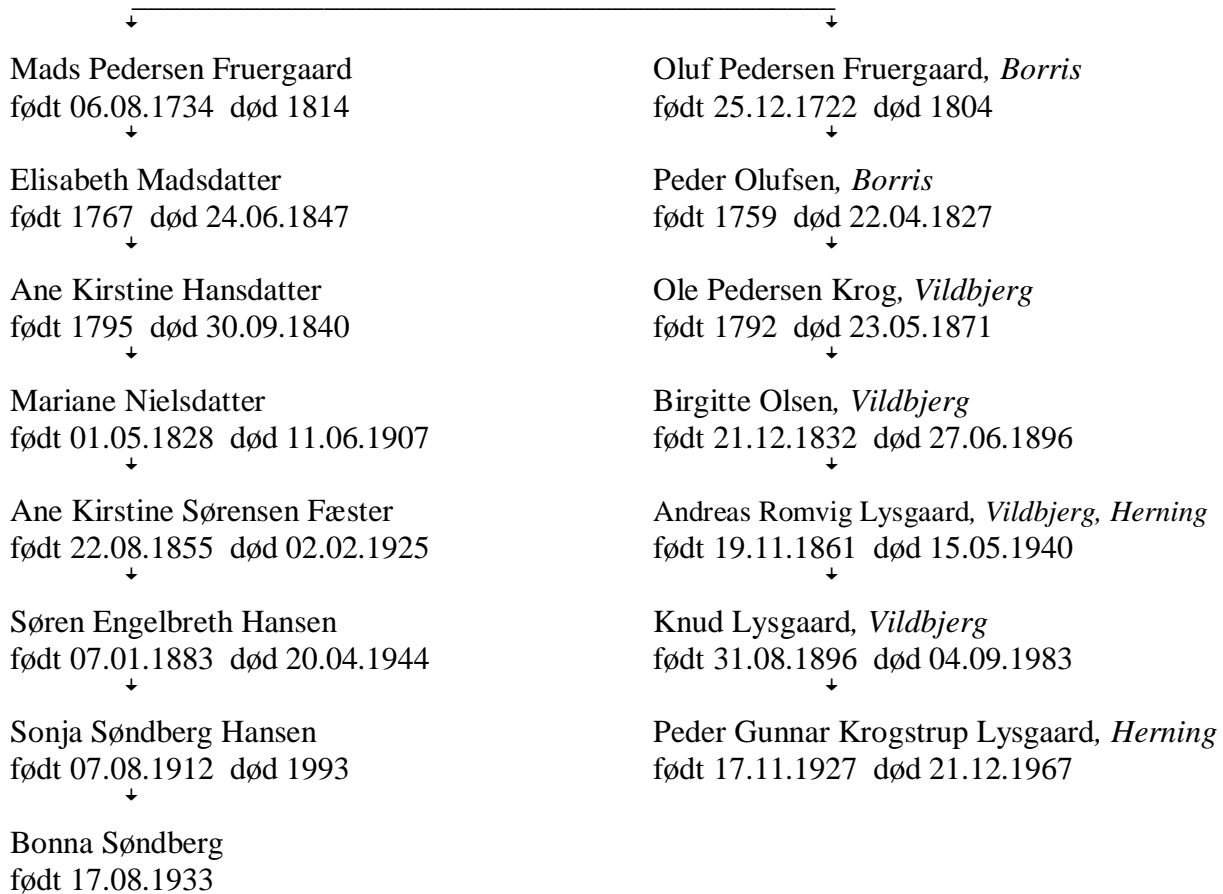 Mads Pedersen Fruergaard
født 06.08.1734 død 1814
Elisabeth Madsdatter
født 1767 død 24.06.1847
Ane Kirstine Hansdatter
født 1795 død 30.09.1840
Mariane Nielsdatter
født 01.05.1828 død 11.06.1907
Ane Kirstine Sørensen Fæster
født 22.08.1855 død 02.02.1925
Søren Engelbreth Hansen
født 07.01.1883 død 20.04.1944
Sonja Søndberg Hansen
født 07.08.1912 død 1993
Bonna Søndberg
født 17.08.1933
Oluf Pedersen Fruergaard, Borris
født 25.12.1722 død 1804
Peder Olufsen, Borris
født 1759 død 22.04.1827
Ole Pedersen Krog, Vildbjerg
født 1792 død 23.05.1871
Birgitte Olsen, Vildbjerg
født 21.12.1832 død 27.06.1896
Andreas Romvig Lysgaard, Vildbjerg, Herning
født 19.11.1861 død 15.05.1940
Knud Lysgaard, Vildbjerg
født 31.08.1896 død 04.09.1983
Peder Gunnar Krogstrup Lysgaard, Herning
født 17.11.1927 død 21.12.1967